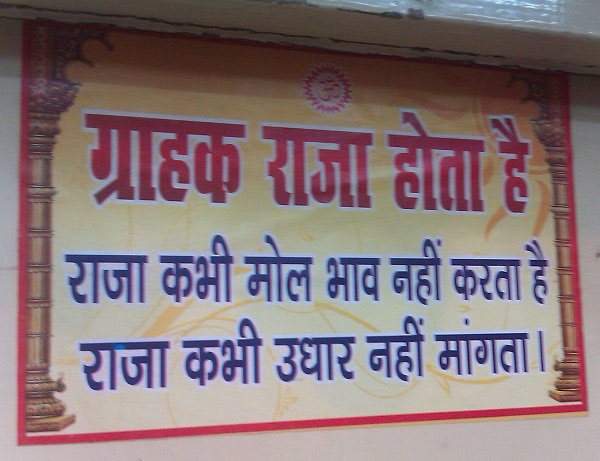 ॐ
ग्राहक राजा होता है
राजा कभी मोल भाव नहीं करता है
राजा कभी उधार नहीं मांगता।